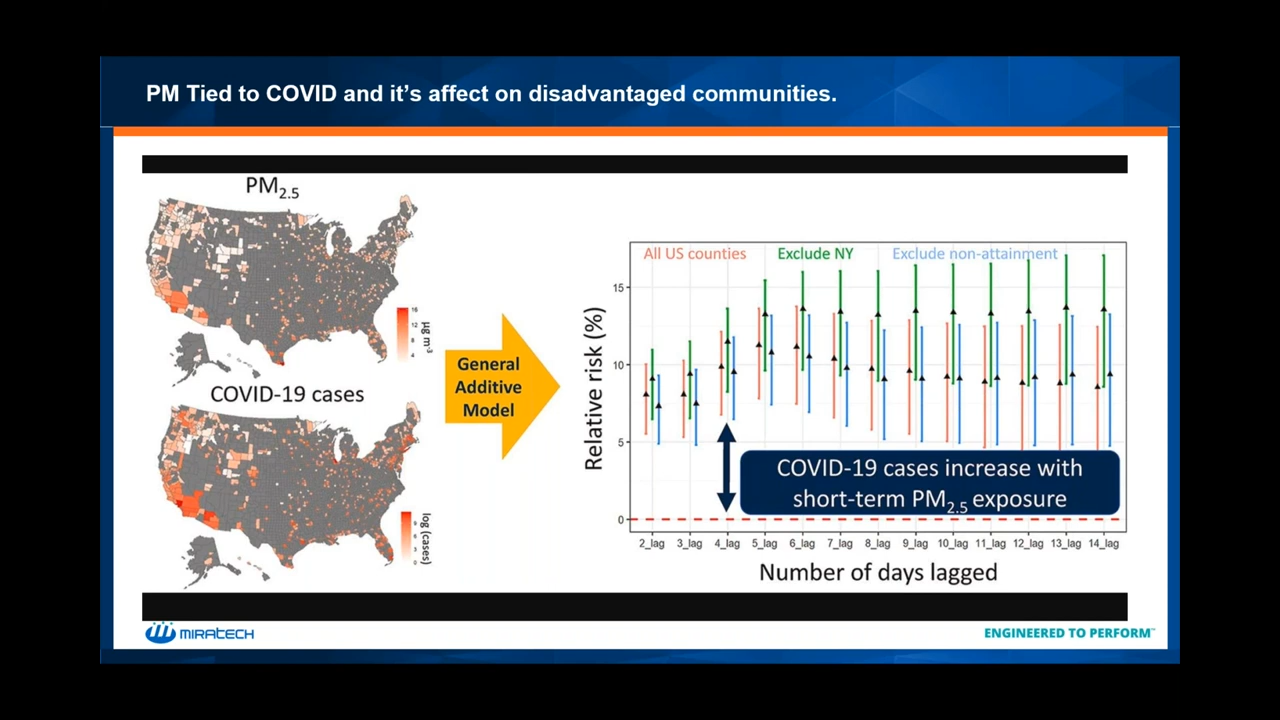 PM Tied to COVID and it’s affect on disadvantaged communities.
PM2.5
16
12
8
4
µg m-3
COVID-19 cases
9
6
3
0
log (cases)
General
Additive
Model
All US counties
Exclude NY
Exclude non-attainment
Relative risk (%)
15
10
5
0
COVID-19 cases increase with
short-term PM2.5 exposure
2_lag 3_lag 4_lag 5_lag 6_lag 7_lag 8_lag 9_lag 10_lag 11_lag 12_lag 13_lag 14_lag
Number of days lagged
MIRATECH
ENGINEERED TO PERFORM™